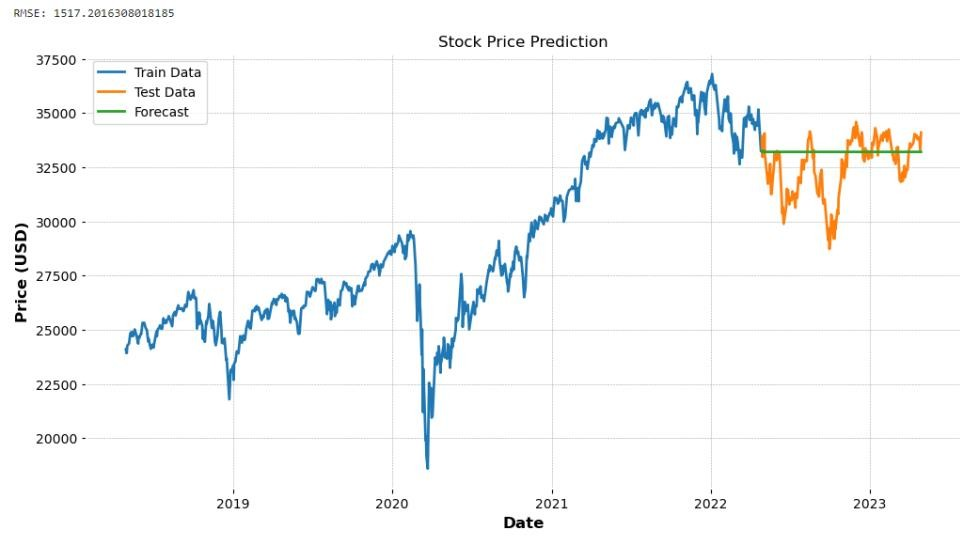 RMSE: 1517.2016308018185
Stock Price Prediction
37500
35000
32500
30000
27500
25000
22500
20000
Train Data
Test Data
Forecast
Price (USD)
2019
2020
2021
2022
2023
Date